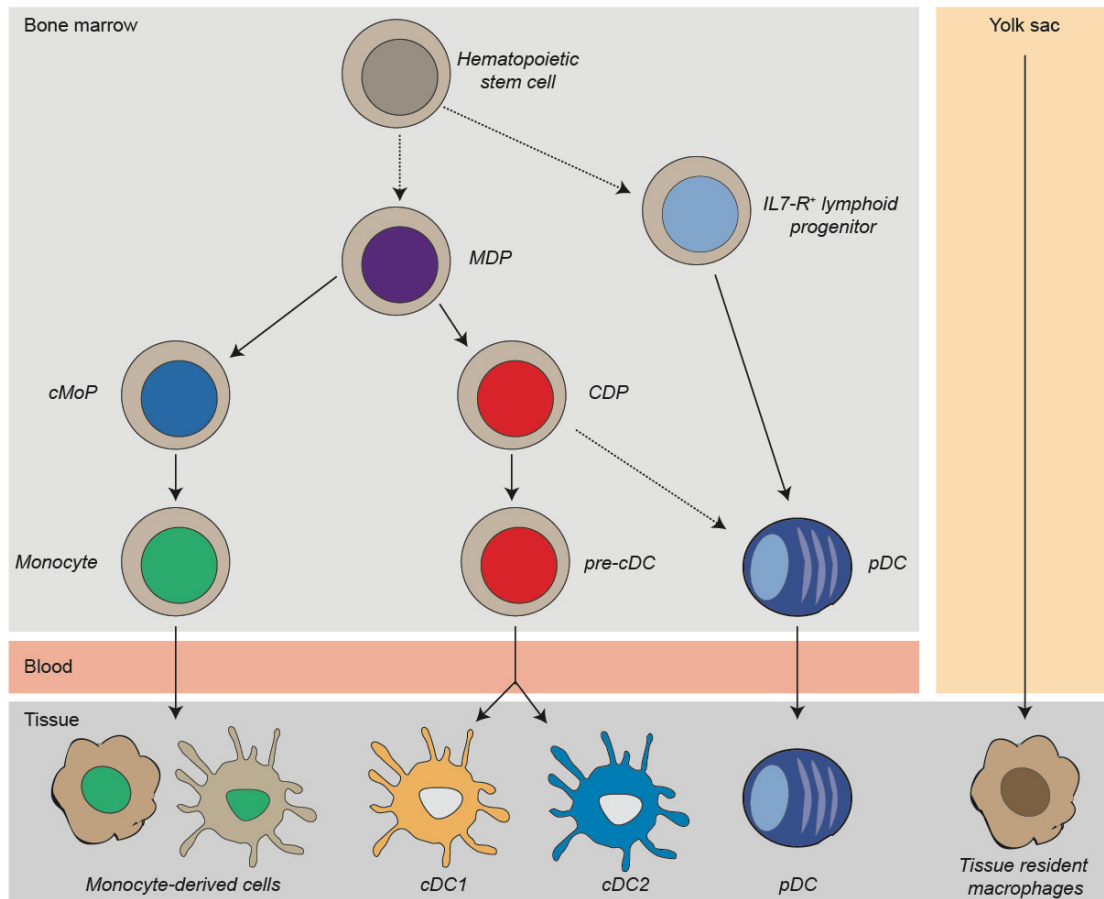 Bone marrow
Yolk sac
Hematopoietic
stem cell
IL7-R⁺ lymphoid
progenitor
MDP
cMoP
CDP
Monocyte
pre-cDC
pDC
Blood
Tissue
Monocyte-derived cells
cDC1
cDC2
pDC
Tissue resident
macrophages